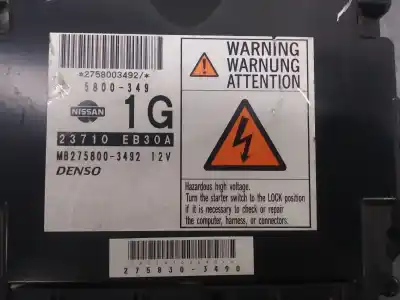 *2758003492/*
5800-349
NISSAN
1G
23710 EB30A
MB275800-3492 12V
DENSO
WARNING
WARNUNG
ATTENTION
Hazardous high voltage.
Turn the starter switch to the LOCK position
if it is necessary to check or repair
the computer, harness, or connectors.
275830-3490